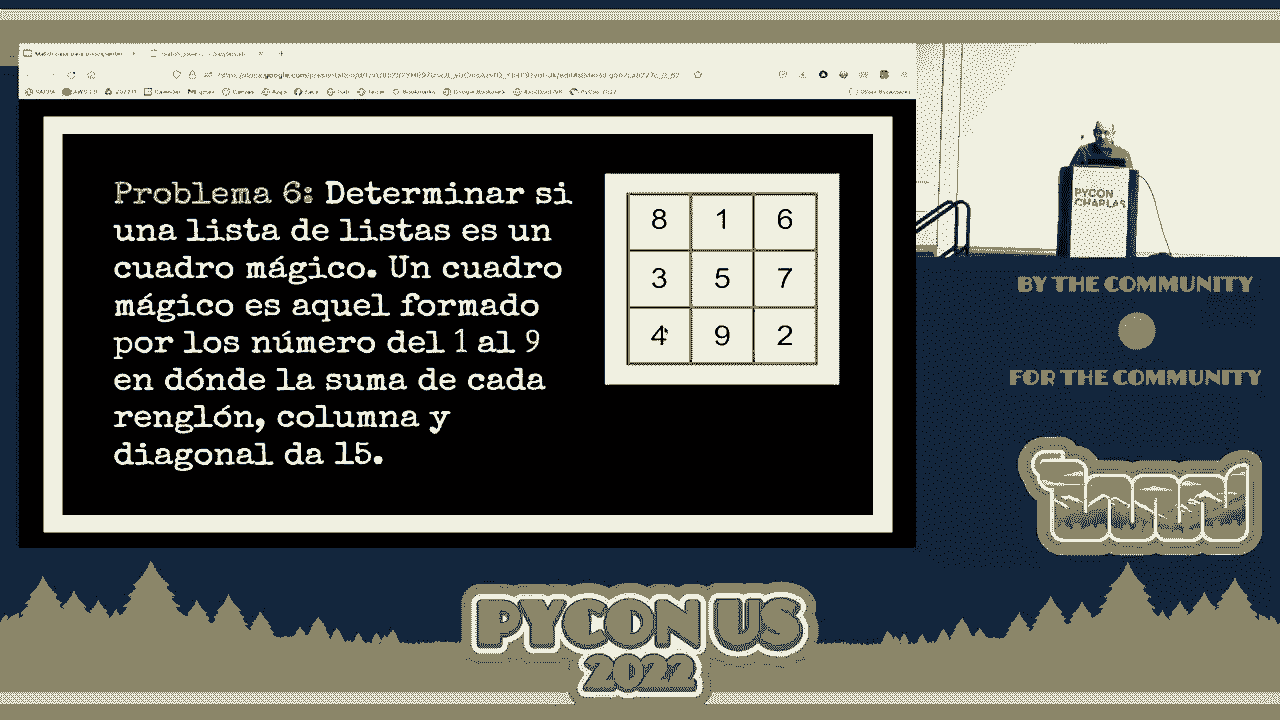 Problema 6: Determinar si
una lista de listas es un
cuadro mágico. Un cuadro
mágico es aquel formado
por los número del 1 al 9
en dónde la suma de cada
renglón, columna y
diagonal da 15.
8 1 6
3 5 7
4 9 2
PYCON
CHARLAS
BY THE COMMUNITY
FOR THE COMMUNITY
PYCON US
2022